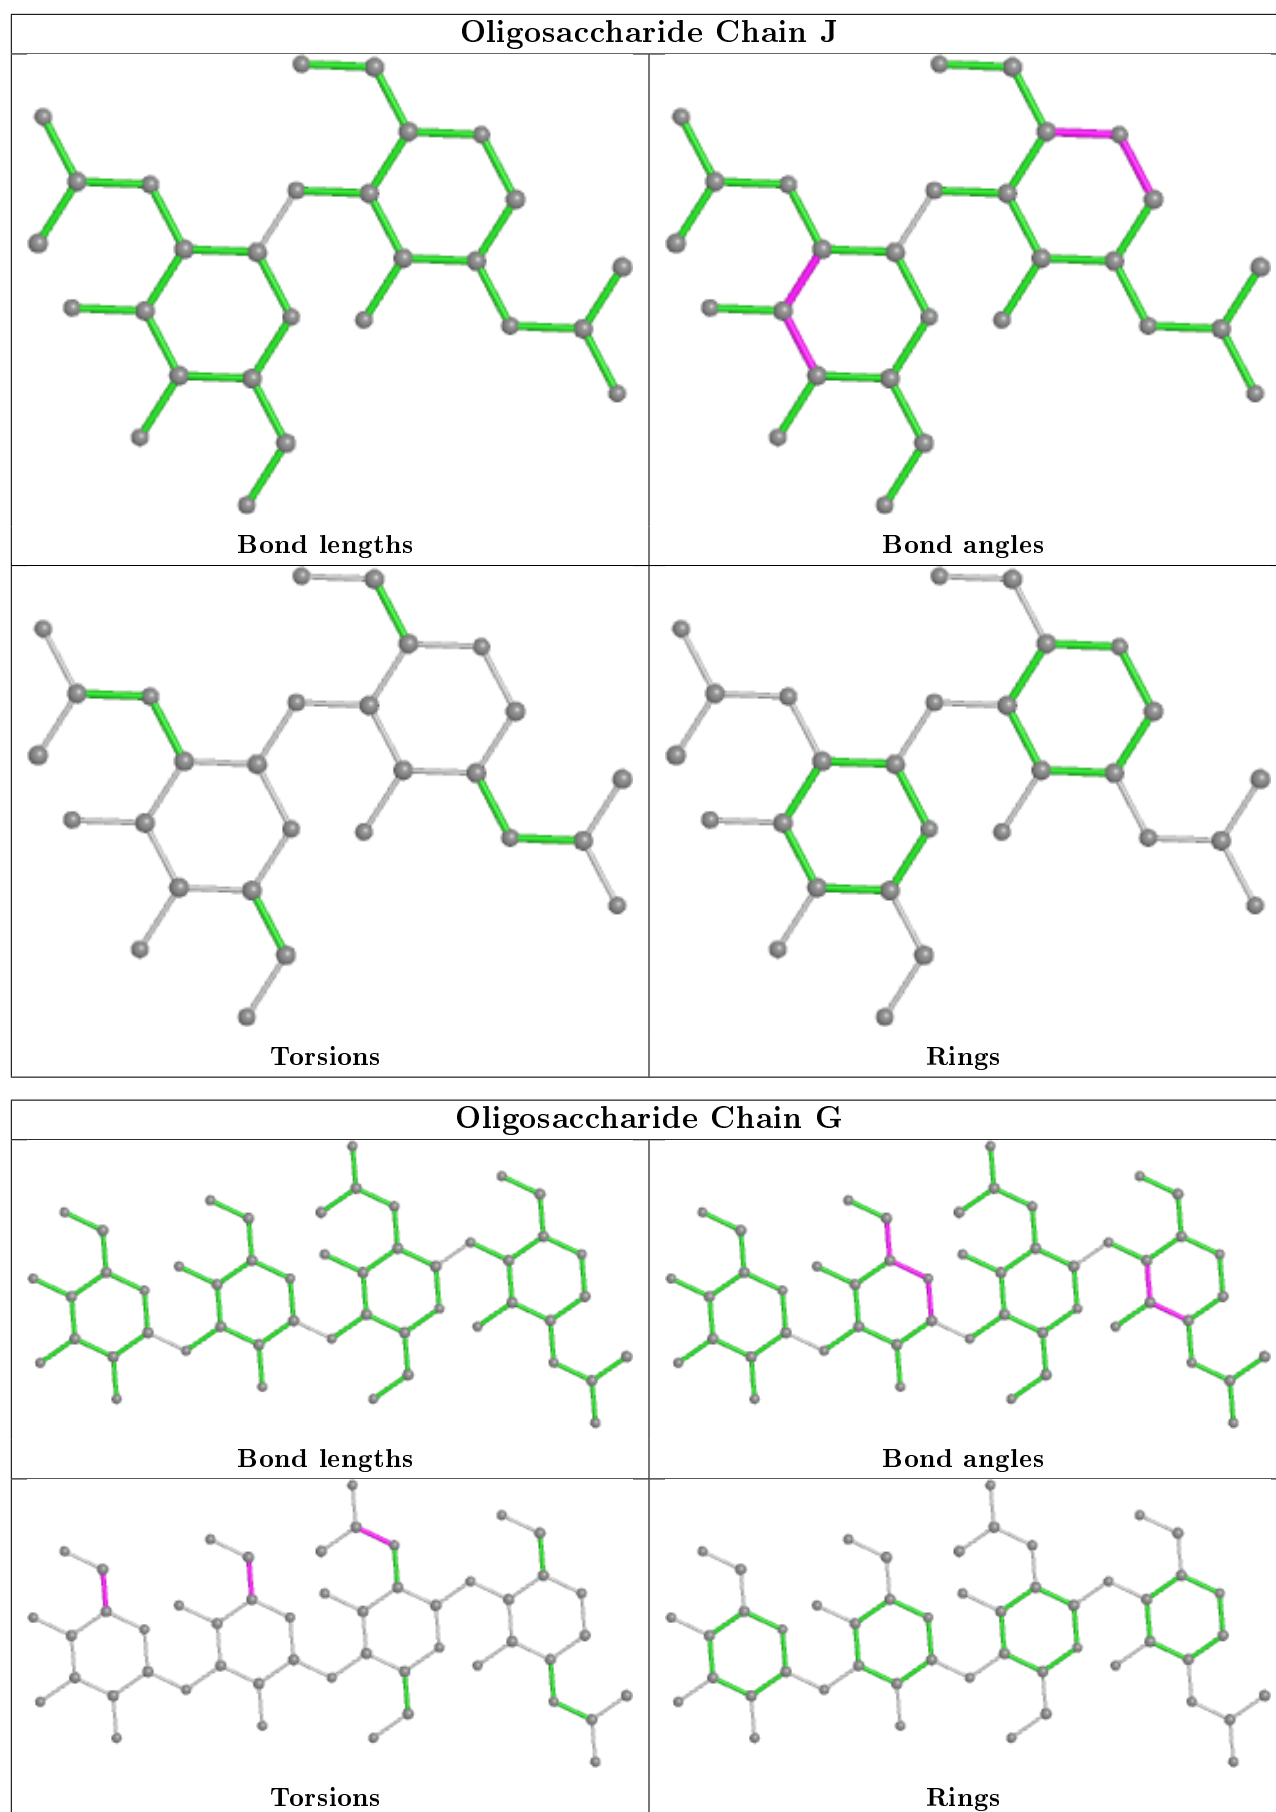 Oligosaccharide Chain J
Bond lengths
Bond angles
Torsions
Rings
Oligosaccharide Chain G
Bond lengths
Bond angles
Torsions
Rings